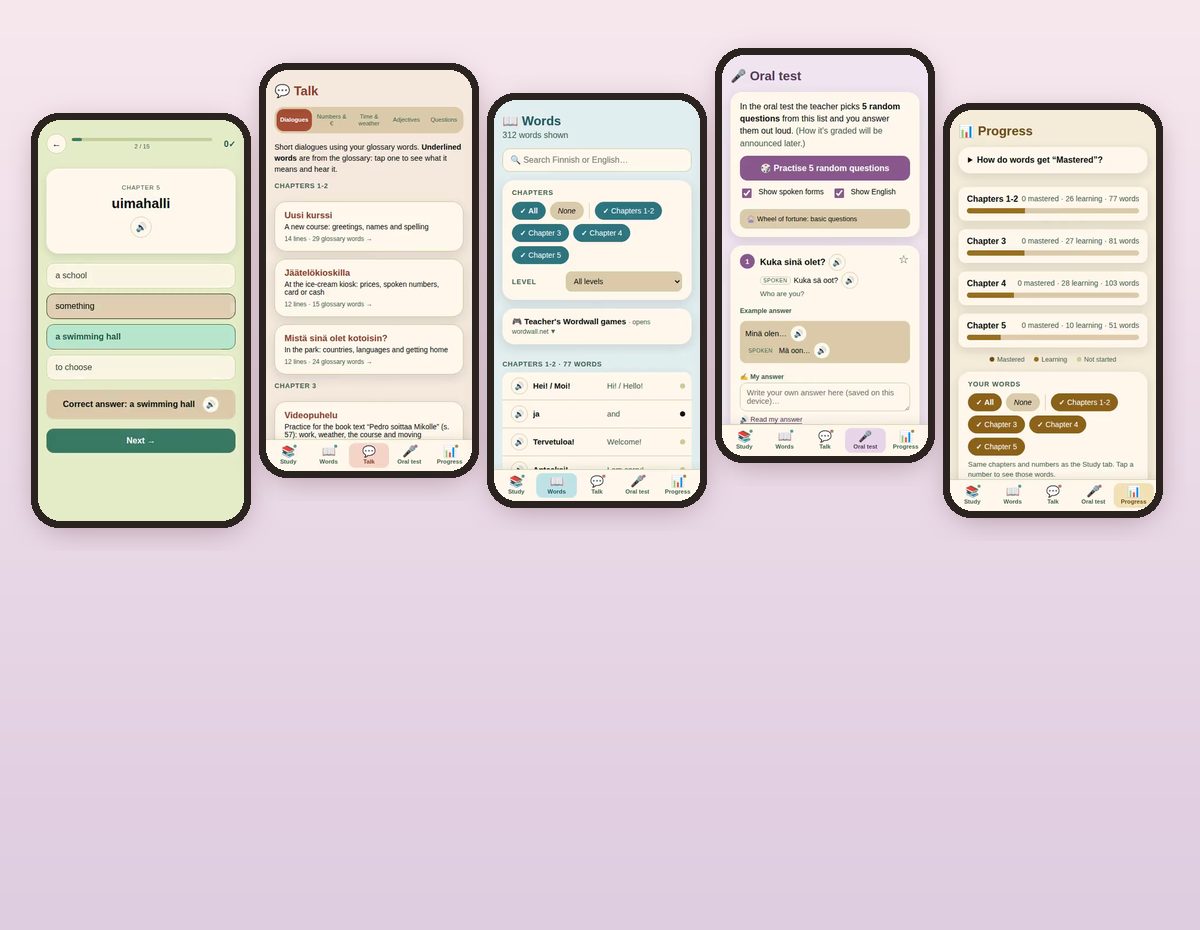 ←
2 / 15
0✓
CHAPTER 5
uimahalli
a school
something
a swimming hall
to choose
Correct answer: a swimming hall
Next →
Talk
Dialogues
Numbers &
€
Time &
weather
Adjectives
Questions
Short dialogues using your glossary words. Underlined
words are from the glossary: tap one to see what it
means and hear it.
CHAPTERS 1-2
Uusi kurssi
A new course: greetings, names and spelling
14 lines · 29 glossary words →
Jäätelökioskilla
At the ice-cream kiosk: prices, spoken numbers,
card or cash
12 lines · 15 glossary words →
Mistä sinä olet kotoisin?
In the park: countries, languages and getting home
12 lines · 24 glossary words →
CHAPTER 3
Videopuhelu
Practice for the book text “Pedro soittaa Mikolle” (s.
57): work, weather, the course and moving
Study Words Talk Oral test Progress
Words
312 words shown
Search Finnish or English…
CHAPTERS
✓ All None ✓ Chapters 1-2
✓ Chapter 3 ✓ Chapter 4
✓ Chapter 5
LEVEL All levels
Teacher's Wordwall games · opens
wordwall.net ▾
CHAPTERS 1-2 · 77 WORDS
Hei! / Moi! Hi! / Hello!
ja and
Tervetuloa! Welcome!
Study Words Talk Oral test Progress
Oral test
In the oral test the teacher picks 5 random
questions from this list and you answer
them out loud. (How it's graded will be
announced later.)
Practise 5 random questions
Show spoken forms Show English
Wheel of fortune: basic questions
1 Kuka sinä olet?
SPOKEN Kuka sä oot?
Who are you?
Example answer
Minä olen…
SPOKEN Mä oon…
My answer
Write your own answer here (saved on this
device)…
Read my answer
Study Words Talk Oral test Progress
Progress
How do words get “Mastered”?
Chapters 1-2 0 mastered · 26 learning · 77 words
Chapter 3 0 mastered · 27 learning · 81 words
Chapter 4 0 mastered · 28 learning · 103 words
Chapter 5 0 mastered · 10 learning · 51 words
Mastered Learning Not started
YOUR WORDS
✓ All None ✓ Chapters 1-2
✓ Chapter 3 ✓ Chapter 4
✓ Chapter 5
Same chapters and numbers as the Study tab. Tap a
number to see those words.
Study Words Talk Oral test Progress